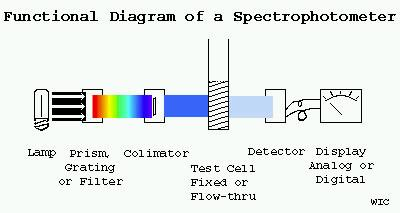 Functional Diagram of a Spectrophotometer
Lamp
Prism,
Grating
or Filter
Colimator
Test Cell
Fixed or
Flow-thru
Detector
Display
Analog or
Digital
WIC